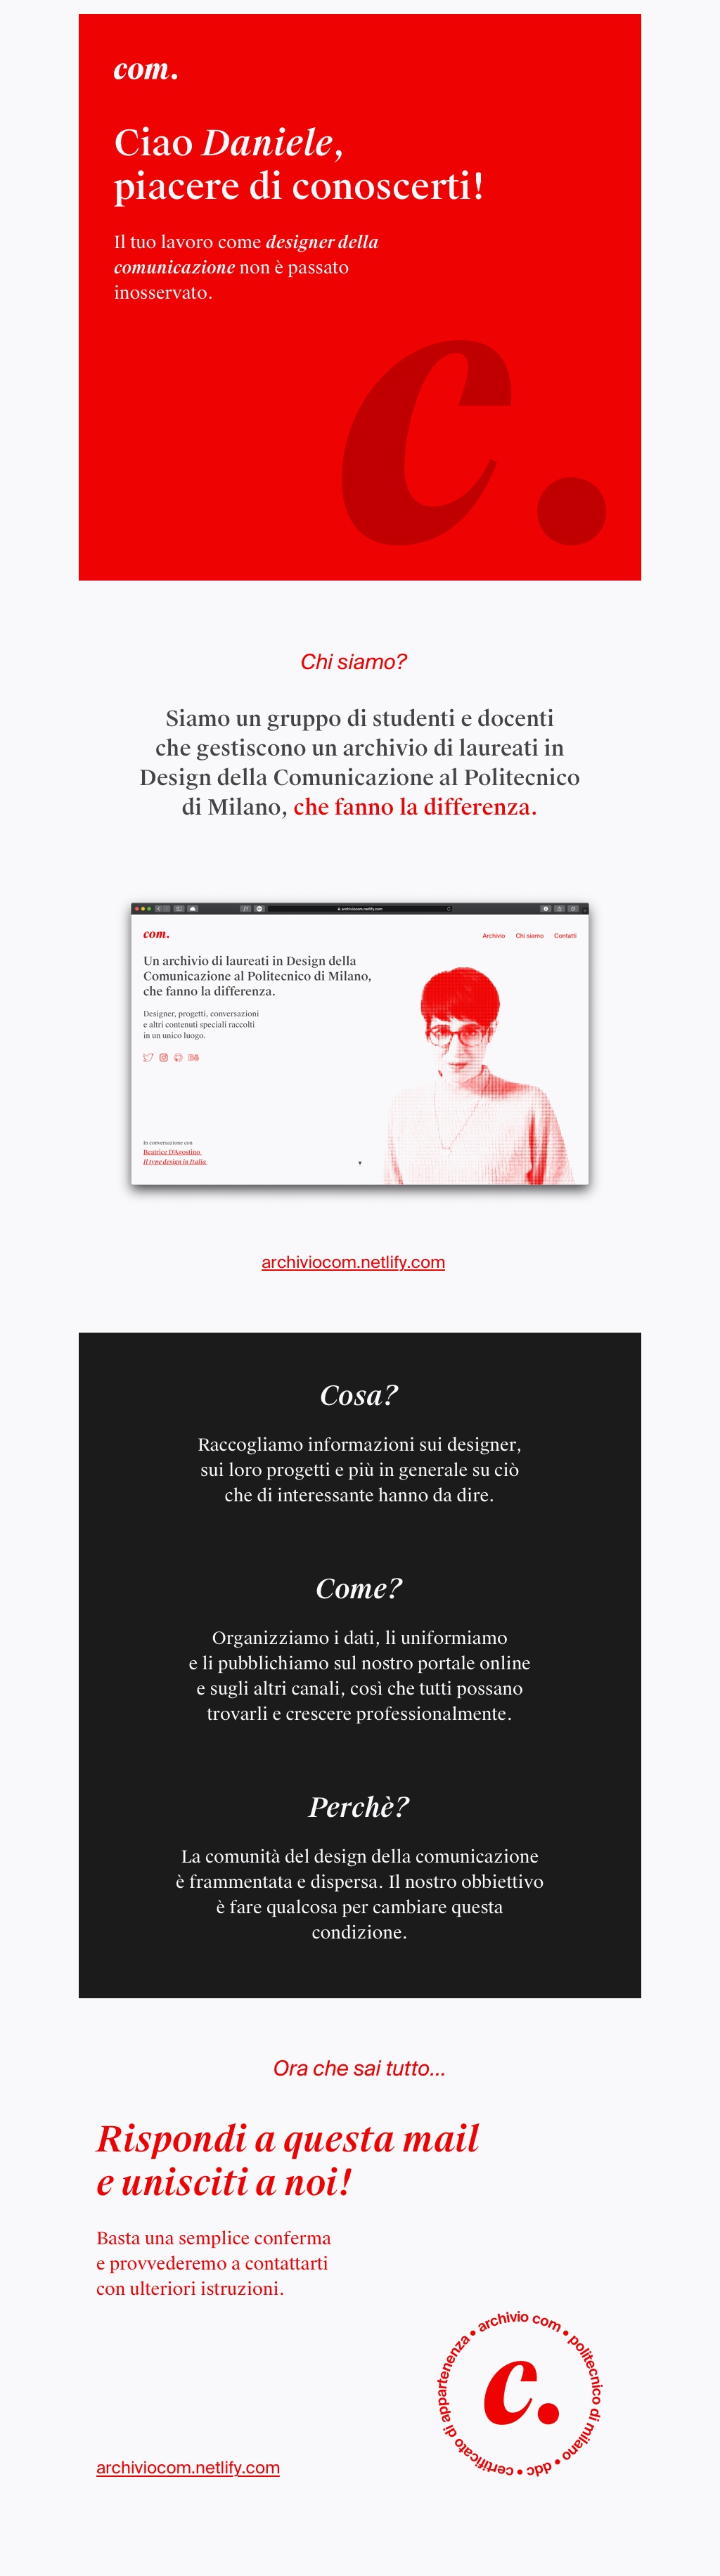 com.
Ciao Daniele,
piacere di conoscerti!
Il tuo lavoro come designer della
comunicazione non è passato
inosservato.
c.
Chi siamo?
Siamo un gruppo di studenti e docenti
che gestiscono un archivio di laureati in
Design della Comunicazione al Politecnico
di Milano, che fanno la differenza.
archiviocom.netlify.com
com.
Archivio Chi siamo Contatti
Un archivio di laureati in Design della
Comunicazione al Politecnico di Milano,
che fanno la differenza.
Designer, progetti, conversazioni
e altri contenuti speciali raccolti
in un unico luogo.
In conversazione con
Beatrice D'Agostino
Il type design in Italia
archiviocom.netlify.com
Cosa?
Raccogliamo informazioni sui designer,
sui loro progetti e più in generale su ciò
che di interessante hanno da dire.
Come?
Organizziamo i dati, li uniformiamo
e li pubblichiamo sul nostro portale online
e sugli altri canali, così che tutti possano
trovarli e crescere professionalmente.
Perchè?
La comunità del design della comunicazione
è frammentata e dispersa. Il nostro obbiettivo
è fare qualcosa per cambiare questa
condizione.
Ora che sai tutto...
Rispondi a questa mail
e unisciti a noi!
Basta una semplice conferma
e provvederemo a contattarti
con ulteriori istruzioni.
archivio com • politecnico di milano • ddc • certificato di appartenenza •
c.
archiviocom.netlify.com